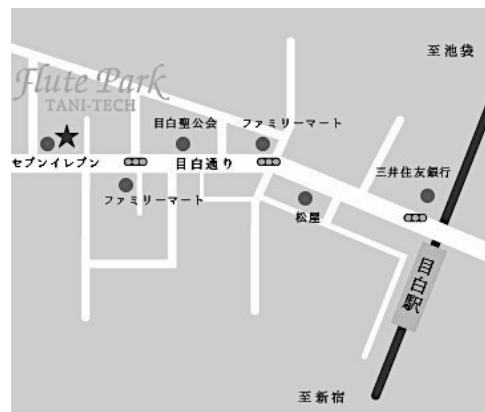 至池袋
Flute Park
TANI-TECH
目白聖公会
ファミリーマート
セブンイレブン
目白通り
三井住友銀行
ファミリーマート
松屋
目白駅
至新宿